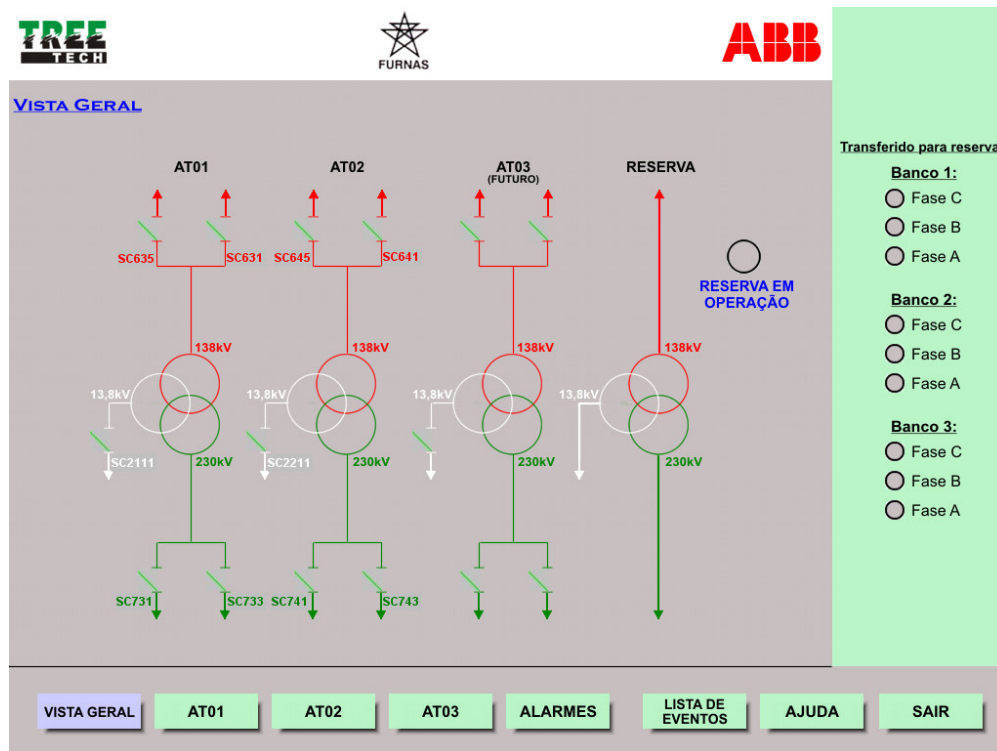 TREE
TECH
FURNAS
ABB
VISTA GERAL
AT01
AT02
AT03
(FUTURO)
RESERVA
SC635
SC631
SC645
SC641
RESERVA EM
OPERAÇÃO
138kV
138kV
138kV
138kV
13,8kV
13,8kV
13,8kV
13,8kV
SC2111
230kV
SC2211
230kV
230kV
230kV
SC731
SC733
SC741
SC743
Transferido para reserva
Banco 1:
Fase C
Fase B
Fase A
Banco 2:
Fase C
Fase B
Fase A
Banco 3:
Fase C
Fase B
Fase A
VISTA GERAL
AT01
AT02
AT03
ALARMES
LISTA DE
EVENTOS
AJUDA
SAIR